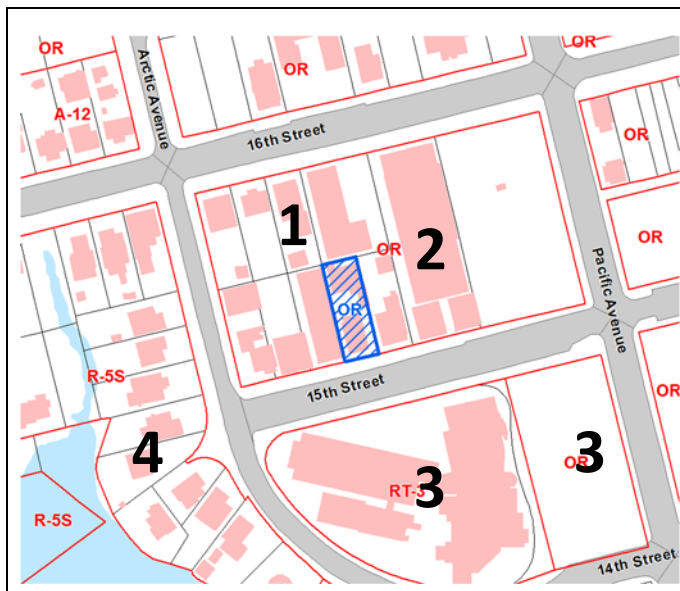 OR
OR
OR
Arctic Avenue
A-12
16th Street
OR
1
OR
2
OR
Pacific Avenue
OR
R-5S
15th Street
OR
4
3
OR
3
RT-3
R-5S
14th Street